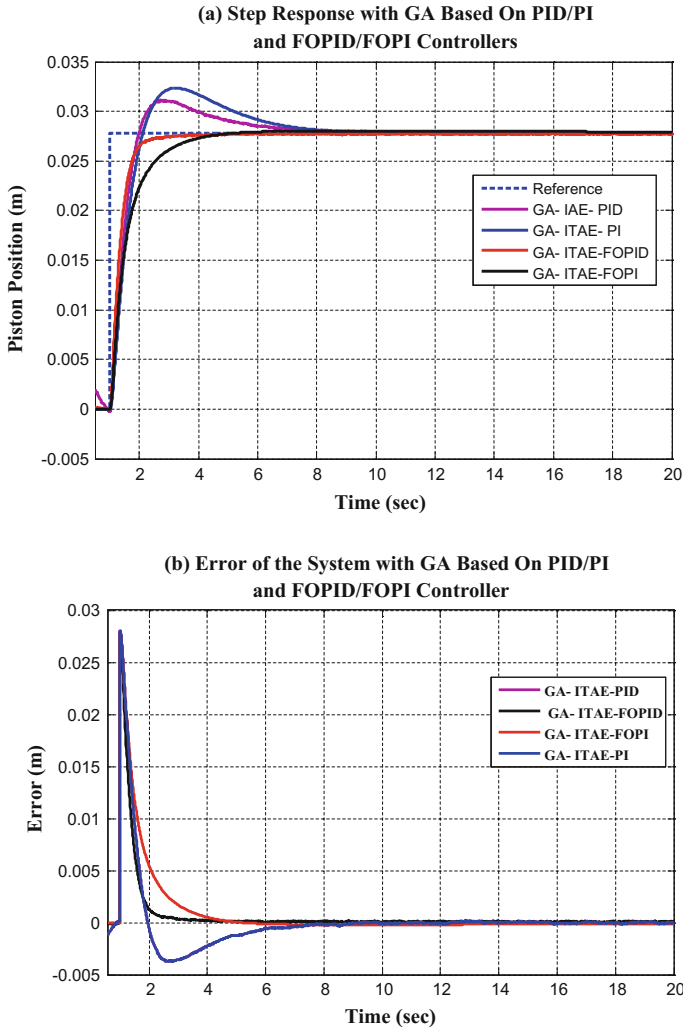 (a) Step Response with GA Based On PID/PI
and FOPID/FOPI Controllers
0.035
0.03
0.025
0.02
0.015
0.01
0.005
0
-0.005
Piston Position (m)
Reference
GA- IAE- PID
GA- ITAE- PI
GA- ITAE-FOPID
GA- ITAE-FOPI
2 4 6 8 10 12 14 16 18 20
Time (sec)
(b) Error of the System with GA Based On PID/PI
and FOPID/FOPI Controller
0.03
0.025
0.02
0.015
0.01
0.005
0
-0.005
Error (m)
GA- ITAE-PID
GA- ITAE-FOPID
GA- ITAE-FOPI
GA- ITAE-PI
2 4 6 8 10 12 14 16 18 20
Time (sec)